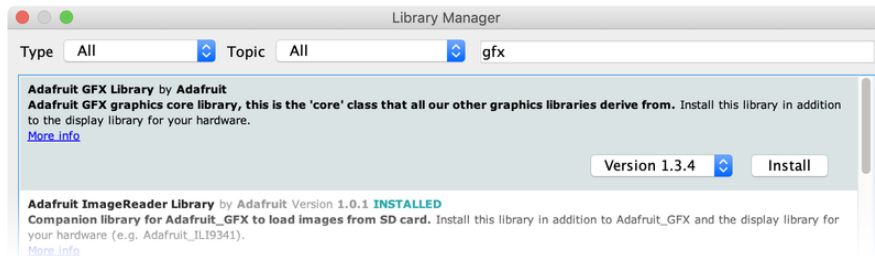 Library Manager
Type All Topic All gfx
Adafruit GFX Library by Adafruit
Adafruit GFX graphics core library, this is the 'core' class that all our other graphics libraries derive from. Install this library in addition
to the display library for your hardware.
More info
Version 1.3.4 Install
Adafruit ImageReader Library by Adafruit Version 1.0.1 INSTALLED
Companion library for Adafruit_GFX to load images from SD card. Install this library in addition to Adafruit_GFX and the display library for
your hardware (e.g. Adafruit_ILI9341).
More info